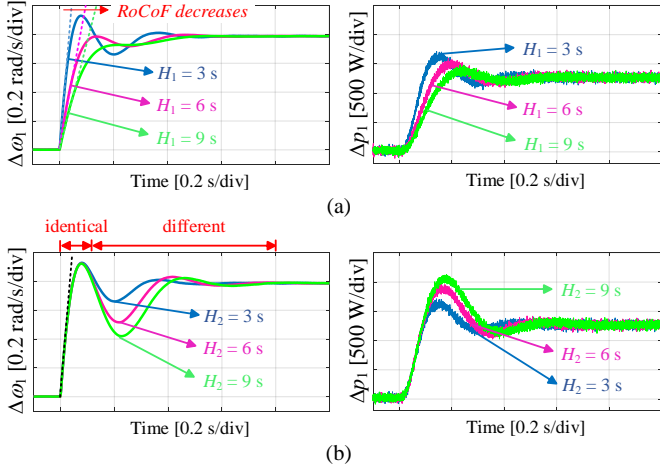 RoCoF decreases
Δω₁ [0.2 rad/s/div]
H₁ = 3 s
H₁ = 6 s
H₁ = 9 s
Time [0.2 s/div]
Δp₁ [500 W/div]
H₁ = 3 s
H₁ = 6 s
H₁ = 9 s
Time [0.2 s/div]
(a)
identical
different
Δω₁ [0.2 rad/s/div]
H₂ = 3 s
H₂ = 6 s
H₂ = 9 s
Time [0.2 s/div]
Δp₁ [500 W/div]
H₂ = 9 s
H₂ = 6 s
H₂ = 3 s
Time [0.2 s/div]
(b)